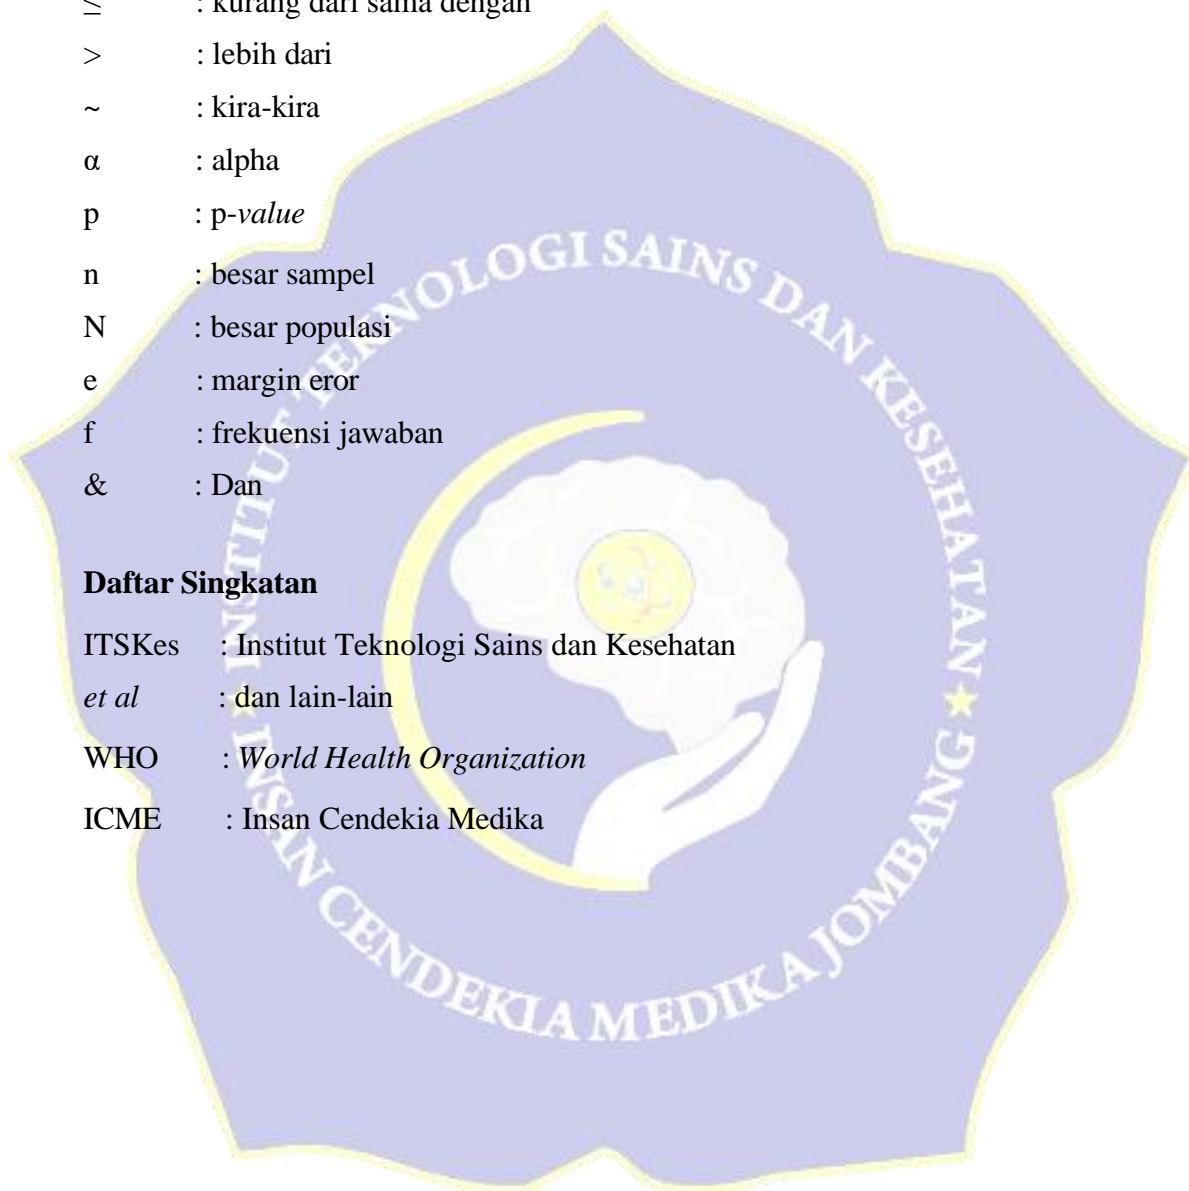 ≤ : kurang dari sama dengan
> : lebih dari
~ : kira-kira
α : alpha
p : p-value
n : besar sampel
N : besar populasi
e : margin eror
f : frekuensi jawaban
& : Dan
Daftar Singkatan
ITSKes : Institut Teknologi Sains dan Kesehatan
et al : dan lain-lain
WHO : World Health Organization
ICME : Insan Cendekia Medika
INSTITUT TEKNOLOGI SAINS DAN KESEHATAN
INSAN CENDEKIA MEDIKA JOMBANG